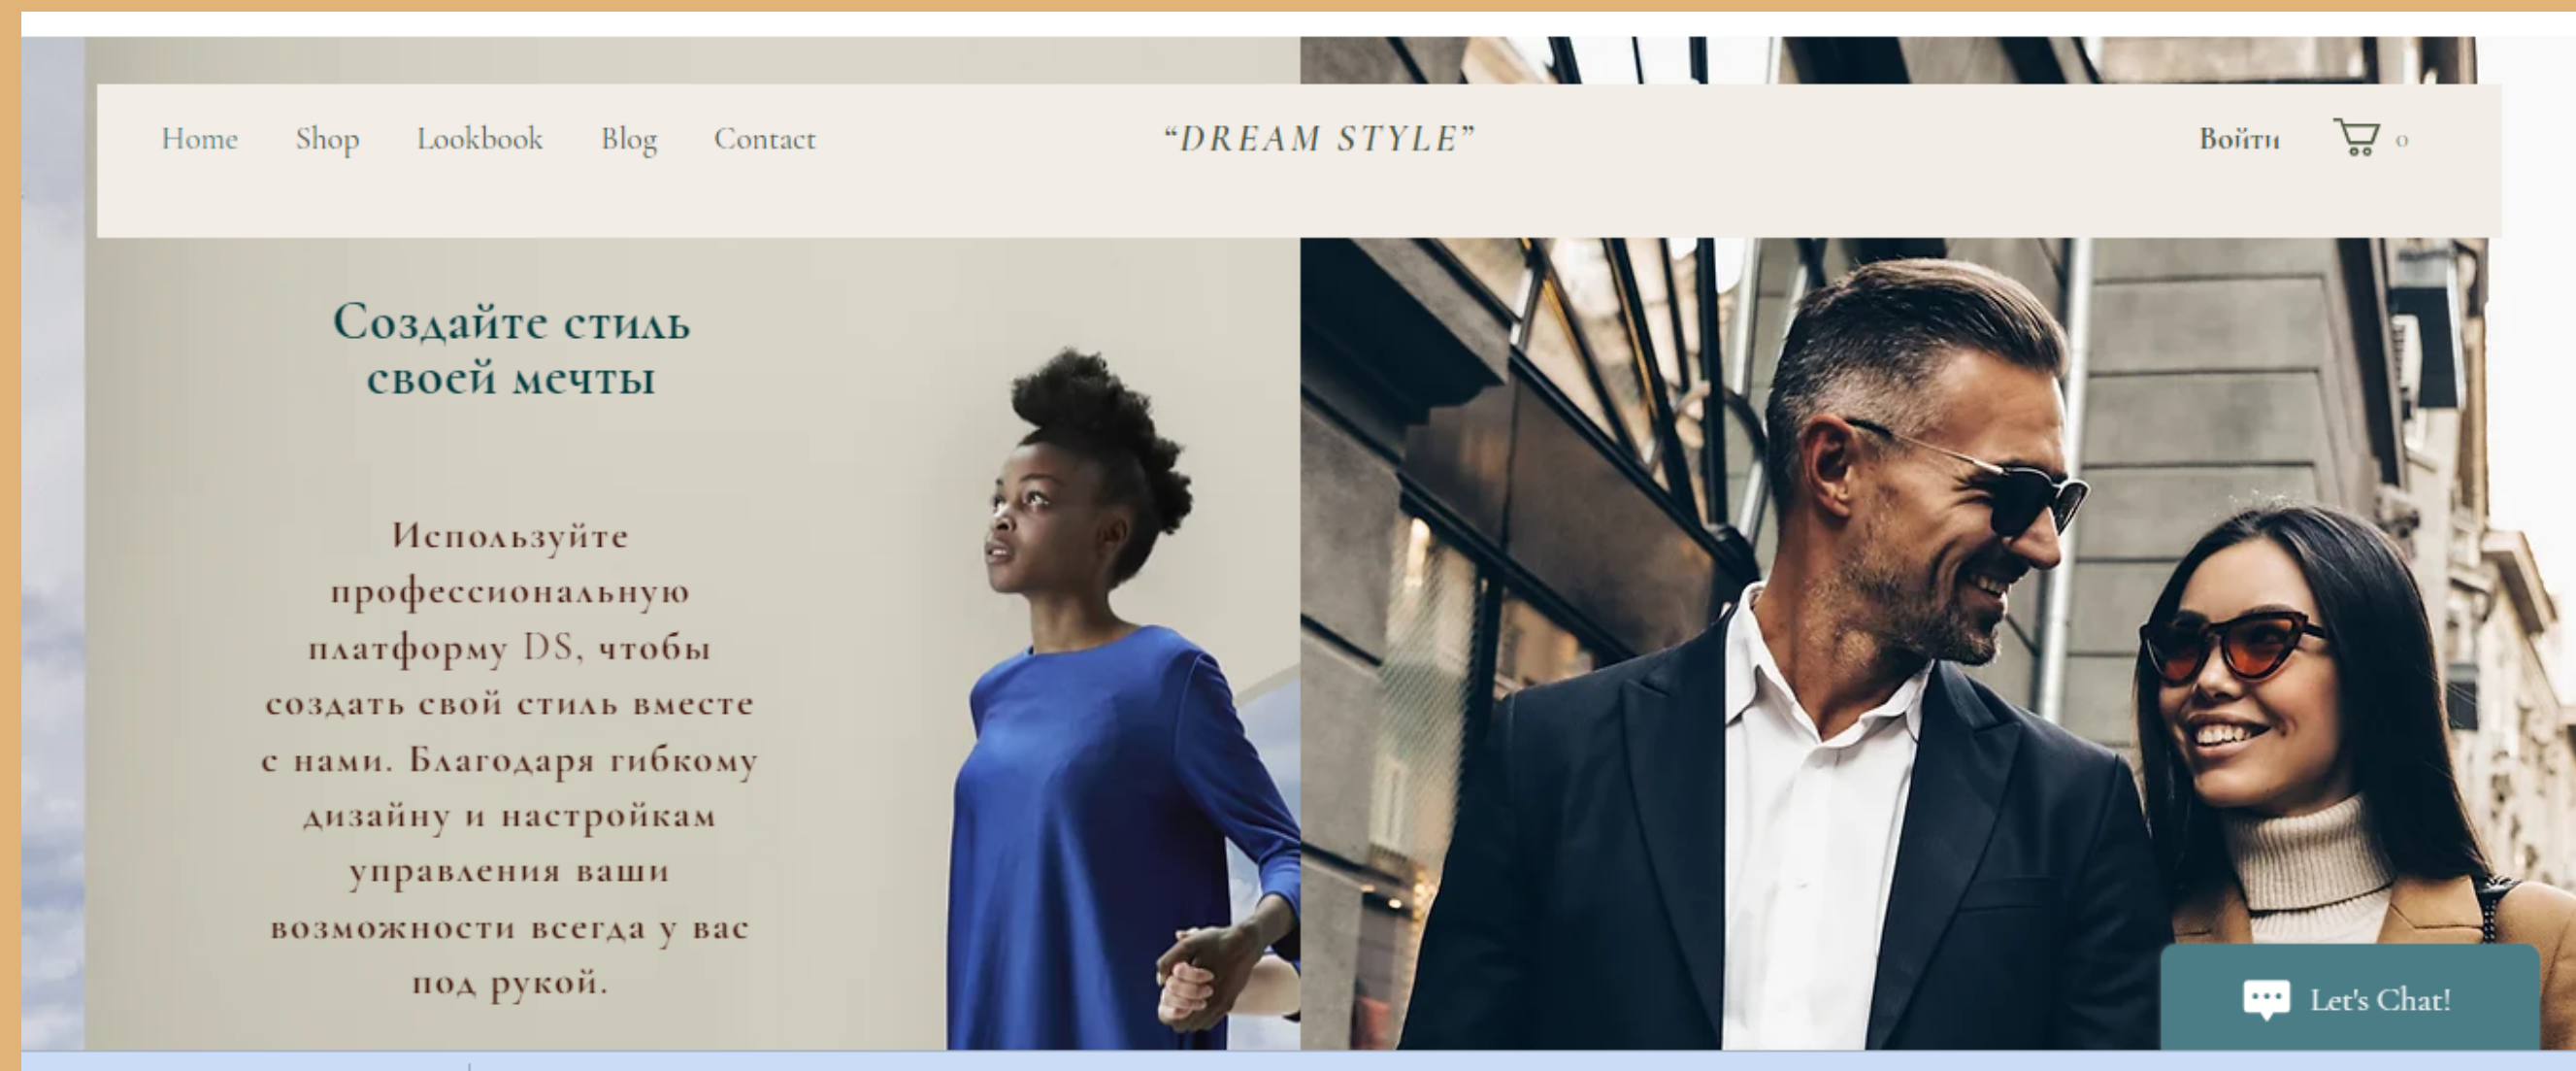 Home Shop Lookbook Blog Contact “DREAM STYLE” Войти 0
Создайте стиль
своей мечты
Используйте
профессиональную
платформу DS, чтобы
создать свой стиль вместе
с нами. Благодаря гибкому
дизайну и настройкам
управления ваши
возможности всегда у вас
под рукой.
Let's Chat!